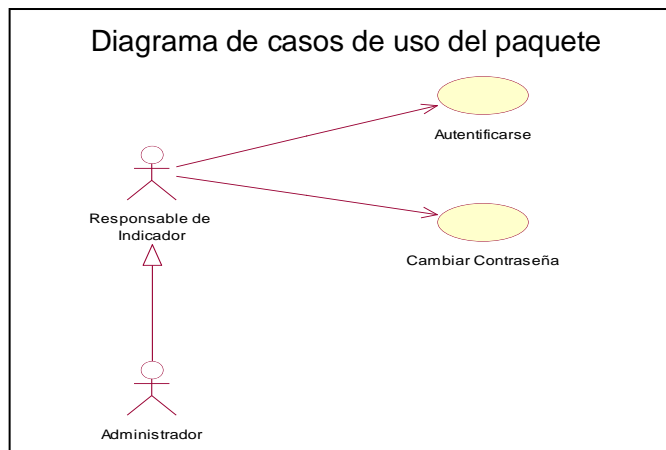 Diagrama de casos de uso del paquete
Autentificarse
Responsable de
Indicador
Cambiar Contraseña
Administrador